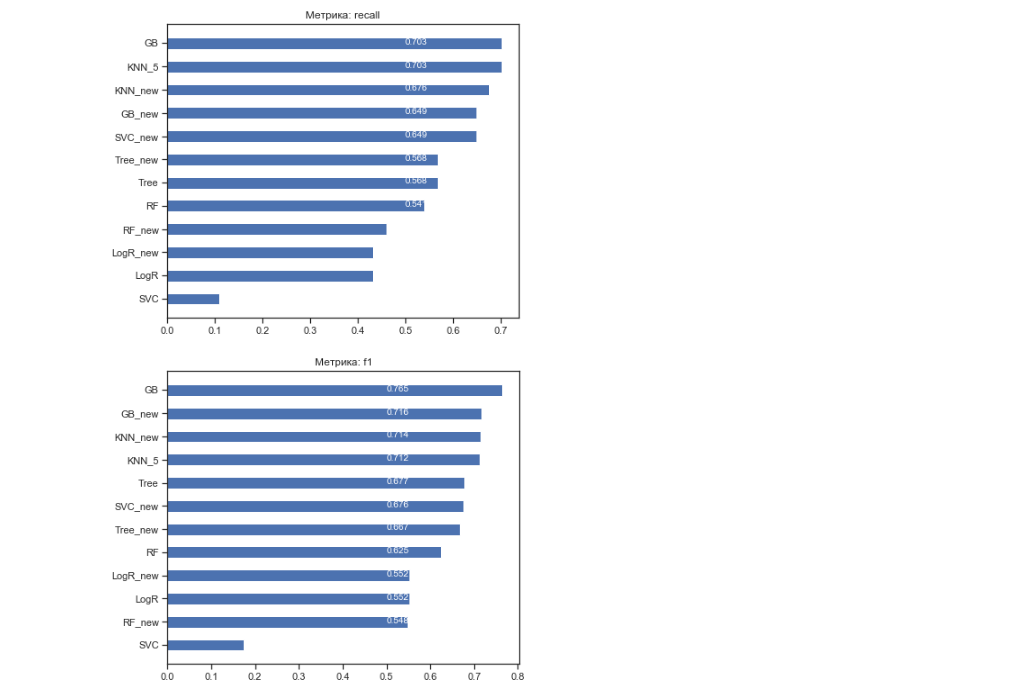 Метрика: recall
GB 0.703
KNN_5 0.703
KNN_new 0.676
GB_new 0.649
SVC_new 0.649
Tree_new 0.568
Tree 0.568
RF 0.54
RF_new
LogR_new
LogR
SVC
0.0 0.1 0.2 0.3 0.4 0.5 0.6 0.7
Метрика: f1
GB 0.765
GB_new 0.716
KNN_new 0.714
KNN_5 0.712
Tree 0.677
SVC_new 0.676
Tree_new 0.667
RF 0.625
LogR_new 0.552
LogR 0.552
RF_new 0.548
SVC
0.0 0.1 0.2 0.3 0.4 0.5 0.6 0.7 0.8